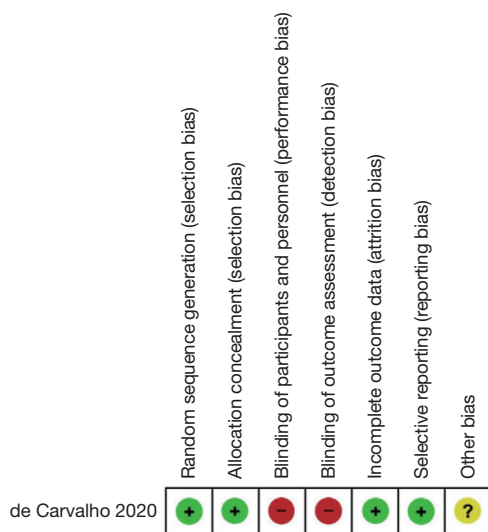 Random sequence generation (selection bias)
Allocation concealment (selection bias)
Blinding of participants and personnel (performance bias)
Blinding of outcome assessment (detection bias)
Incomplete outcome data (attrition bias)
Selective reporting (reporting bias)
Other bias
de Carvalho 2020 + + – – + + ?